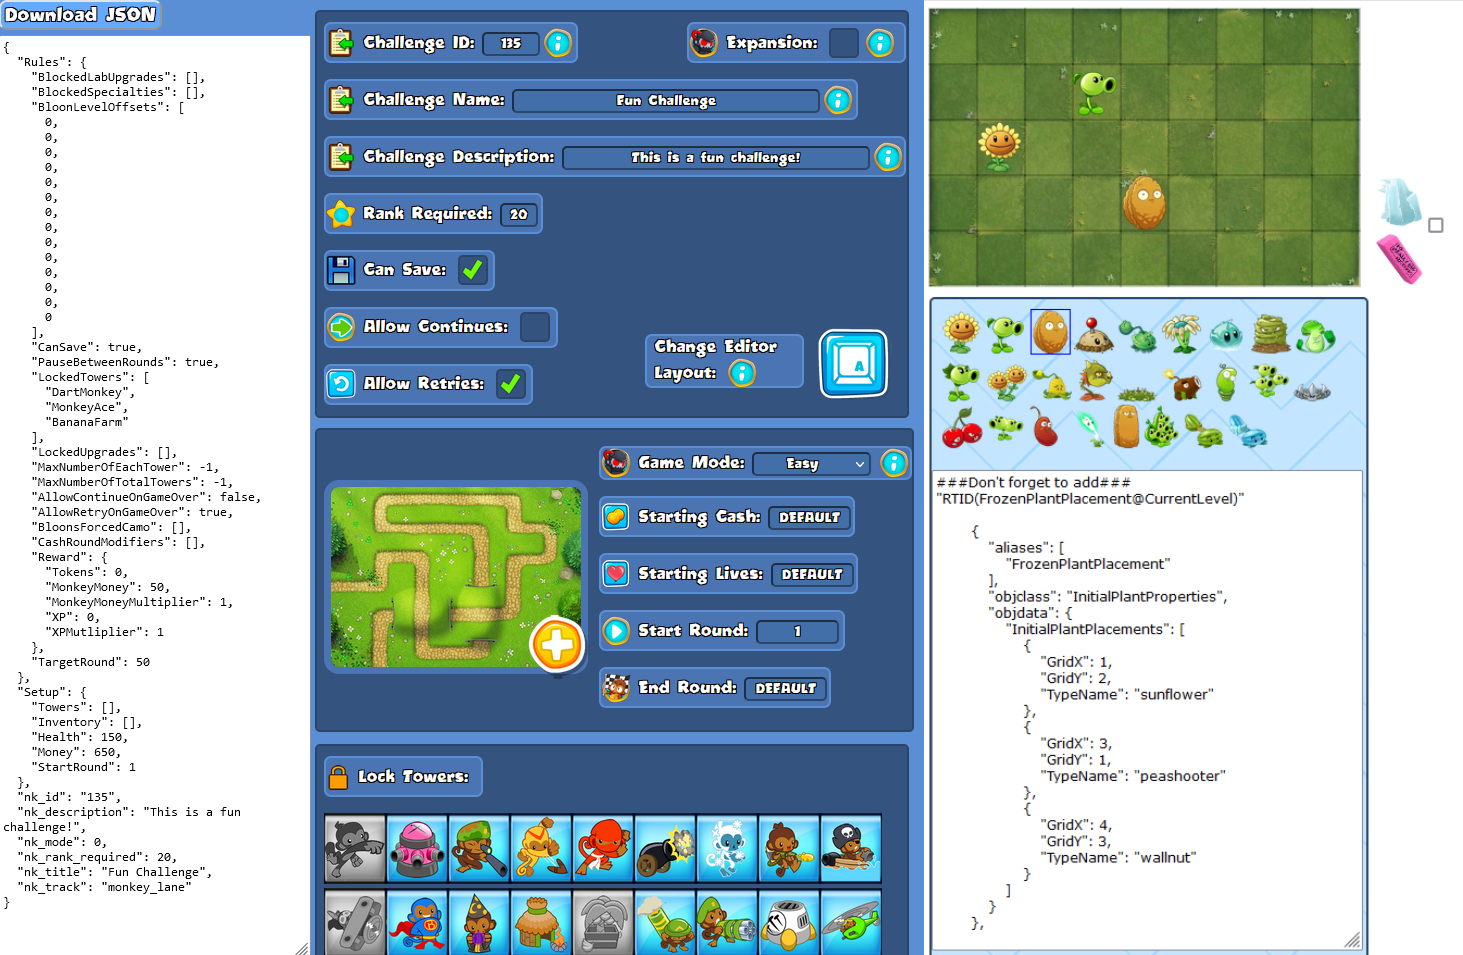 Download JSON
{
  "Rules": {
    "BlockedLabUpgrades": [],
    "BlockedSpecialties": [],
    "BloonLevelOffsets": [
      0,
      0,
      0,
      0,
      0,
      0,
      0,
      0,
      0,
      0,
      0,
      0,
      0,
      0
    ],
    "CanSave": true,
    "PauseBetweenRounds": true,
    "LockedTowers": [
      "DartMonkey",
      "MonkeyAce",
      "BananaFarm"
    ],
    "LockedUpgrades": [],
    "MaxNumberOfEachTower": -1,
    "MaxNumberOfTotalTowers": -1,
    "AllowContinueOnGameOver": false,
    "AllowRetryOnGameOver": true,
    "BloonsForcedCamo": [],
    "CashRoundModifiers": [],
    "Reward": {
      "Tokens": 0,
      "MonkeyMoney": 50,
      "MonkeyMoneyMultiplier": 1,
      "XP": 0,
      "XPMutliplier": 1
    },
    "TargetRound": 50
  },
  "Setup": {
    "Towers": [],
    "Inventory": [],
    "Health": 150,
    "Money": 650,
    "StartRound": 1
  },
  "nk_id": "135",
  "nk_description": "This is a fun
challenge!",
  "nk_mode": 0,
  "nk_rank_required": 20,
  "nk_title": "Fun Challenge",
  "nk_track": "monkey_lane"
}
Challenge ID: 135
Expansion:
Challenge Name: Fun Challenge
Challenge Description: This is a fun challenge!
Rank Required: 20
Can Save:
Allow Continues:
Allow Retries:
Change Editor
Layout:
A
Game Mode: Easy
Starting Cash: DEFAULT
Starting Lives: DEFAULT
Start Round: 1
End Round: DEFAULT
Lock Towers:
###Don't forget to add###
"RTID(FrozenPlantPlacement@CurrentLevel)"
{
  "aliases": [
    "FrozenPlantPlacement"
  ],
  "objclass": "InitialPlantProperties",
  "objdata": {
    "InitialPlantPlacements": [
      {
        "GridX": 1,
        "GridY": 2,
        "TypeName": "sunflower"
      },
      {
        "GridX": 3,
        "GridY": 1,
        "TypeName": "peashooter"
      },
      {
        "GridX": 4,
        "GridY": 3,
        "TypeName": "wallnut"
      }
    ]
  }
},